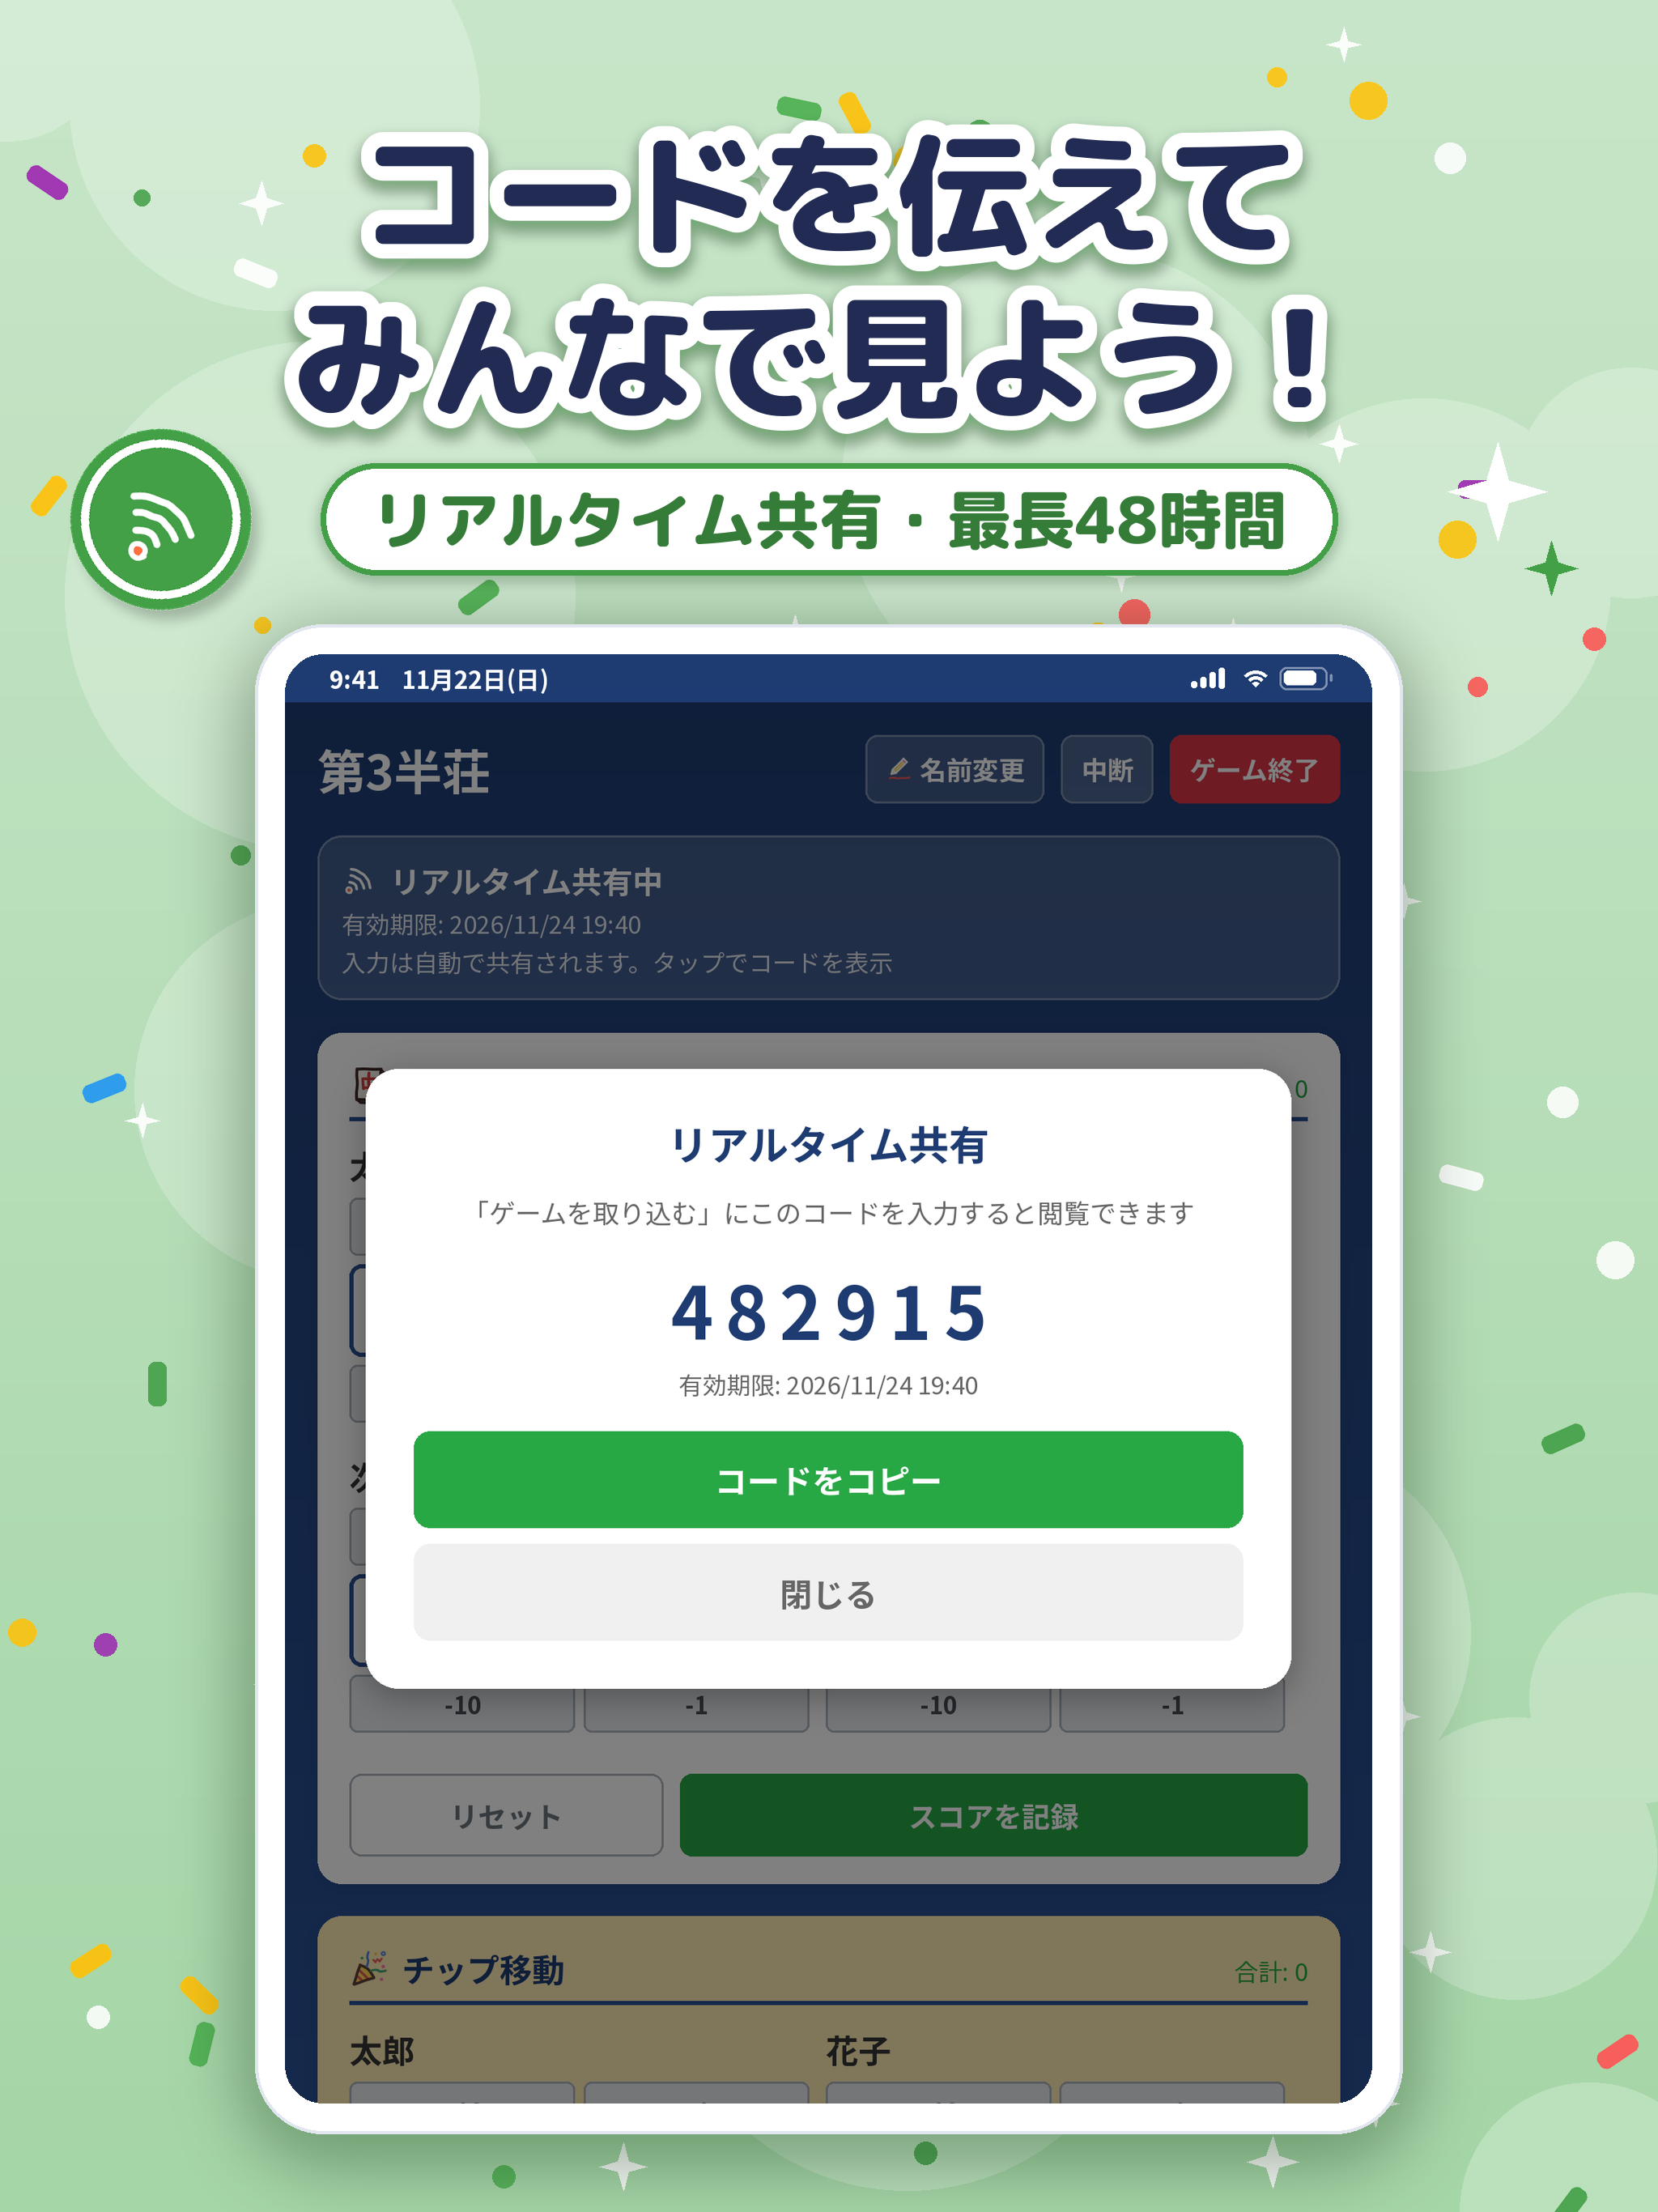 コードを伝えて
みんなで見よう！
リアルタイム共有・最長48時間
9:41 11月22日(日)
第3半荘
名前変更
中断
ゲーム終了
リアルタイム共有中
有効期限: 2026/11/24 19:40
入力は自動で共有されます。タップでコードを表示
中
0
リアルタイム共有
「ゲームを取り込む」にこのコードを入力すると閲覧できます
482915
有効期限: 2026/11/24 19:40
コードをコピー
閉じる
-10 -1 -10 -1
リセット
スコアを記録
チップ移動
合計: 0
太郎
花子